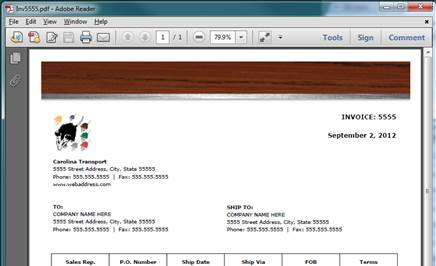 Inv5555.pdf - Adobe Reader
File Edit View Window Help
1 / 1 79.9% Tools Sign Comment
INVOICE: 5555
September 2, 2012
Carolina Transport
5555 Street Address, City, State 55555
Phone: 555.555.5555 | Fax: 555.555.5555
www.webaddress.com
TO: SHIP TO:
COMPANY NAME HERE COMPANY NAME HERE
5555 Street Address, City, State 55555 5555 Street Address, City, State 55555
Phone: 555.555.5555 | Fax: 555.555.5555 Phone: 555.555.5555 | Fax: 555.555.5555
Sales Rep. P.O. Number Ship Date Ship Via FOB Terms